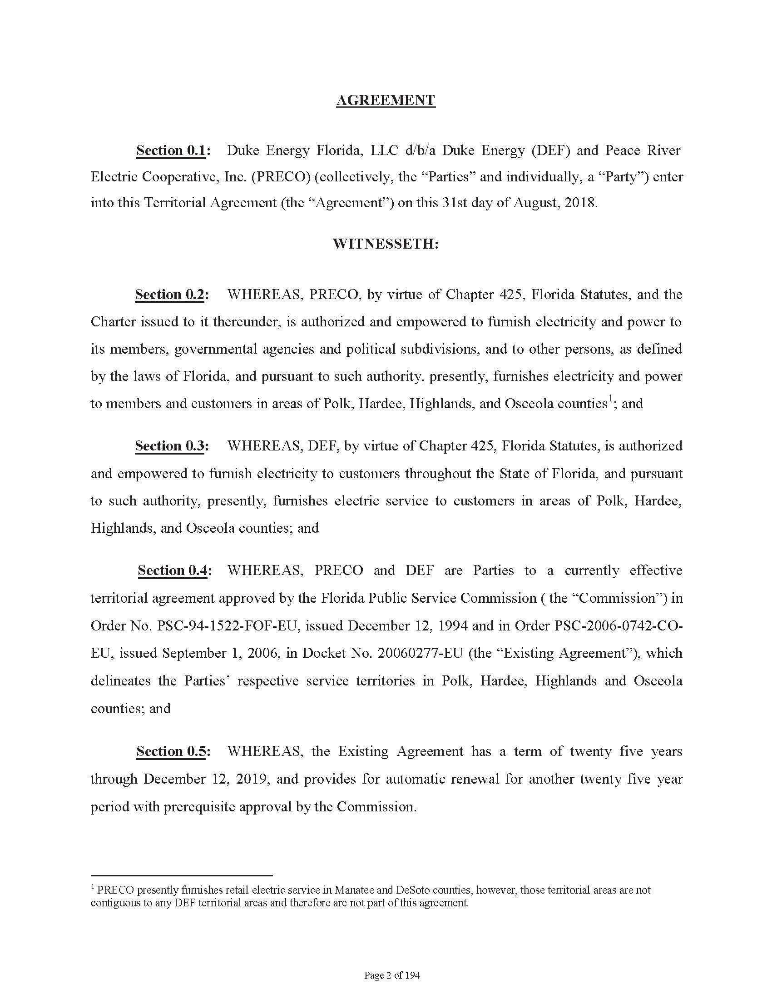 AGREEMENT
Section 0.1: Duke Energy Florida, LLC d/b/a Duke Energy (DEF) and Peace River
Electric Cooperative, Inc. (PRECO) (collectively, the “Parties” and individually, a “Party”) enter
into this Territorial Agreement (the “Agreement”) on this 31st day of August, 2018.
WITNESSETH:
Section 0.2: WHEREAS, PRECO, by virtue of Chapter 425, Florida Statutes, and the
Charter issued to it thereunder, is authorized and empowered to furnish electricity and power to
its members, governmental agencies and political subdivisions, and to other persons, as defined
by the laws of Florida, and pursuant to such authority, presently, furnishes electricity and power
to members and customers in areas of Polk, Hardee, Highlands, and Osceola counties1; and
Section 0.3: WHEREAS, DEF, by virtue of Chapter 425, Florida Statutes, is authorized
and empowered to furnish electricity to customers throughout the State of Florida, and pursuant
to such authority, presently, furnishes electric service to customers in areas of Polk, Hardee,
Highlands, and Osceola counties; and
Section 0.4: WHEREAS, PRECO and DEF are Parties to a currently effective
territorial agreement approved by the Florida Public Service Commission ( the “Commission”) in
Order No. PSC-94-1522-FOF-EU, issued December 12, 1994 and in Order PSC-2006-0742-CO-
EU, issued September 1, 2006, in Docket No. 20060277-EU (the “Existing Agreement”), which
delineates the Parties’ respective service territories in Polk, Hardee, Highlands and Osceola
counties; and
Section 0.5: WHEREAS, the Existing Agreement has a term of twenty five years
through December 12, 2019, and provides for automatic renewal for another twenty five year
period with prerequisite approval by the Commission.
1 PRECO presently furnishes retail electric service in Manatee and DeSoto counties, however, those territorial areas are not
contiguous to any DEF territorial areas and therefore are not part of this agreement.
Page 2 of 194